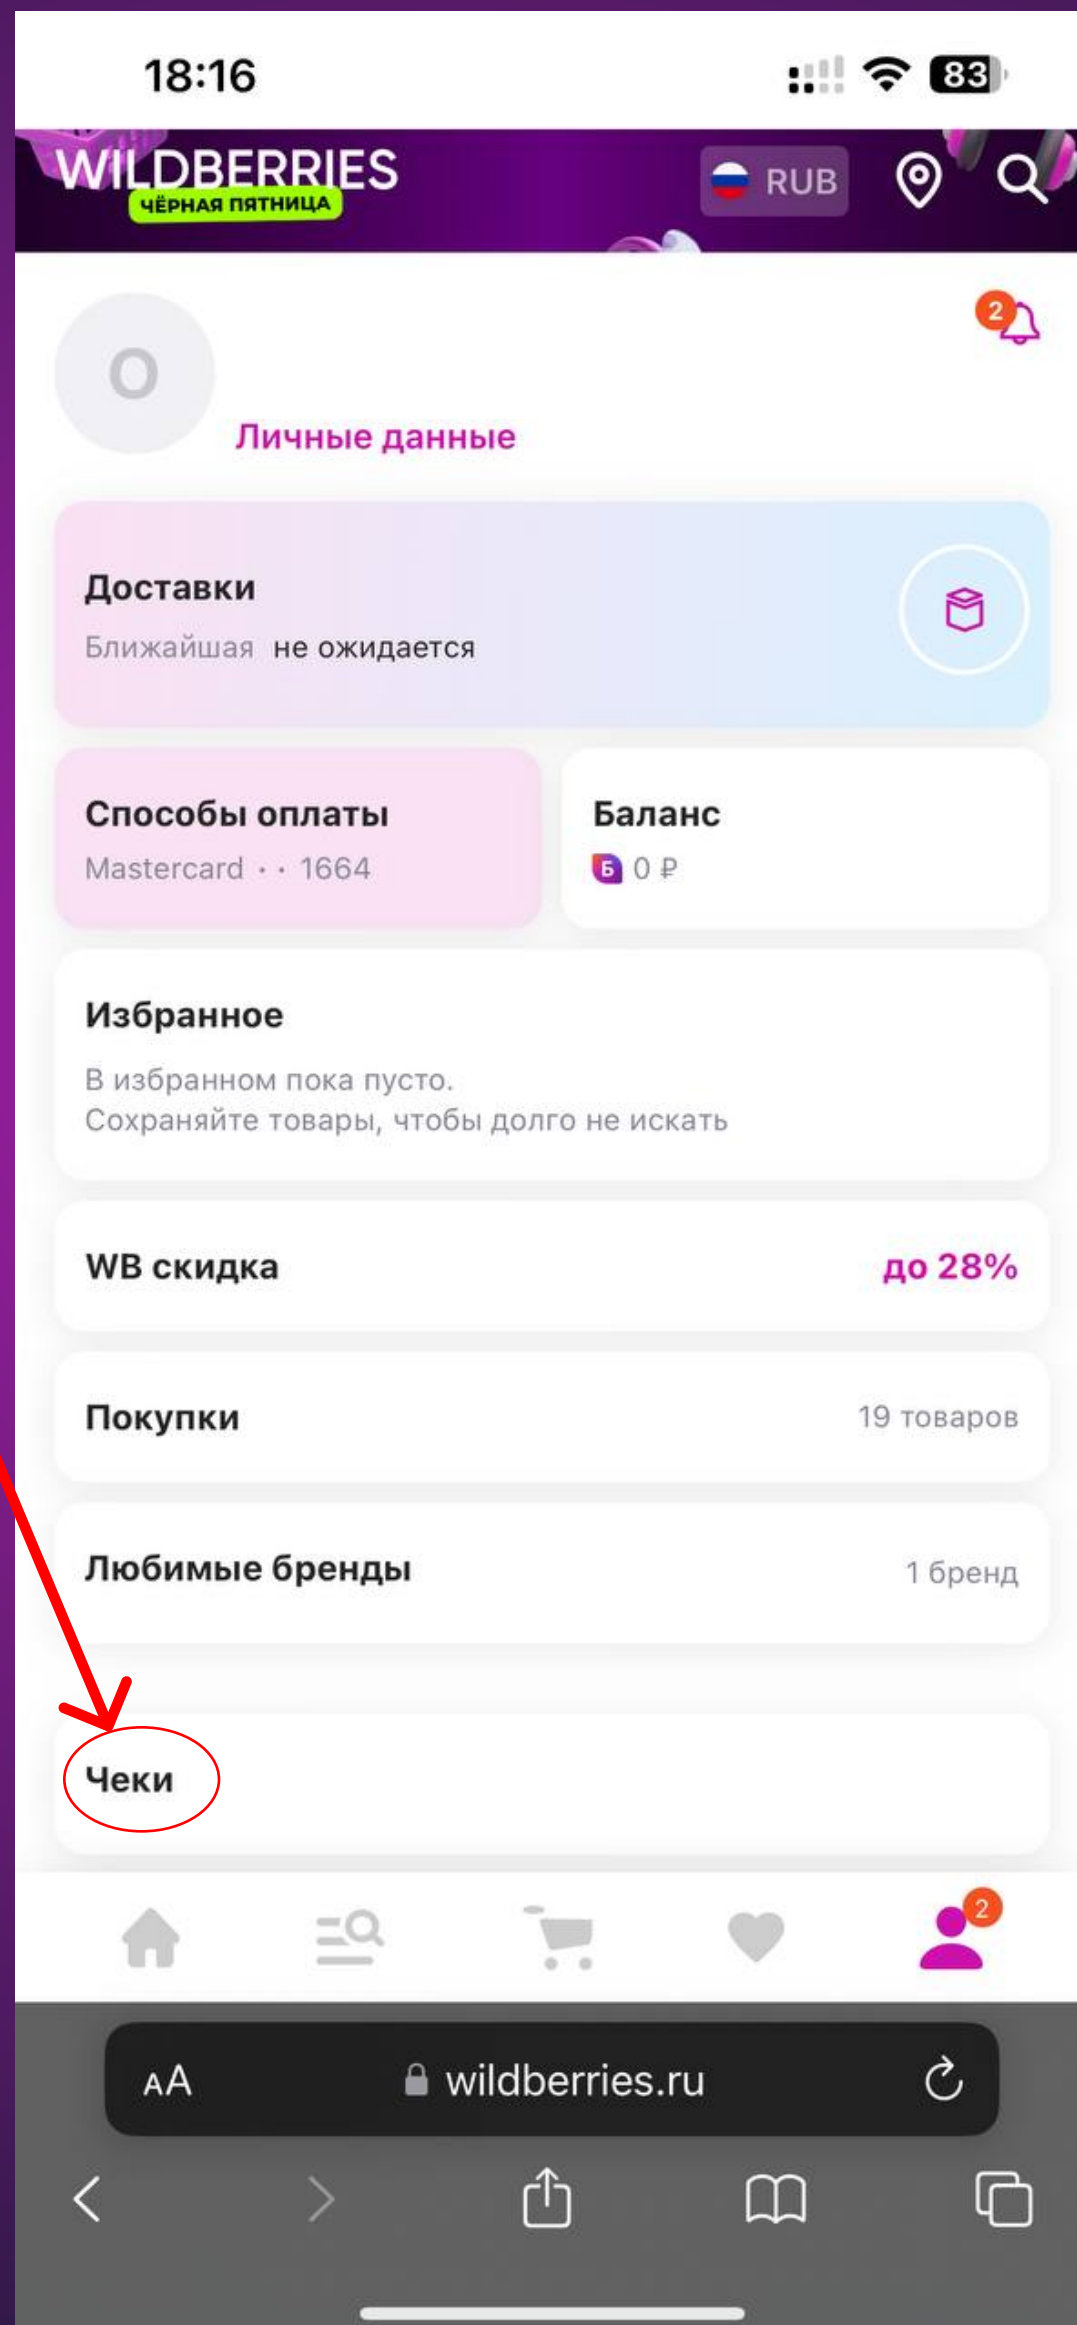 18:16
83
WILDBERRIES
RUB
ЧЁРНАЯ ПЯТНИЦА
2
О
Личные данные
Доставки
Ближайшая не ожидается
Способы оплаты
Баланс
Mastercard ·· 1664
Б 0 ₽
Избранное
В избранном пока пусто.
Сохраняйте товары, чтобы долго не искать
WB скидка
до 28%
Покупки
19 товаров
Любимые бренды
1 бренд
Чеки
2
AA
wildberries.ru